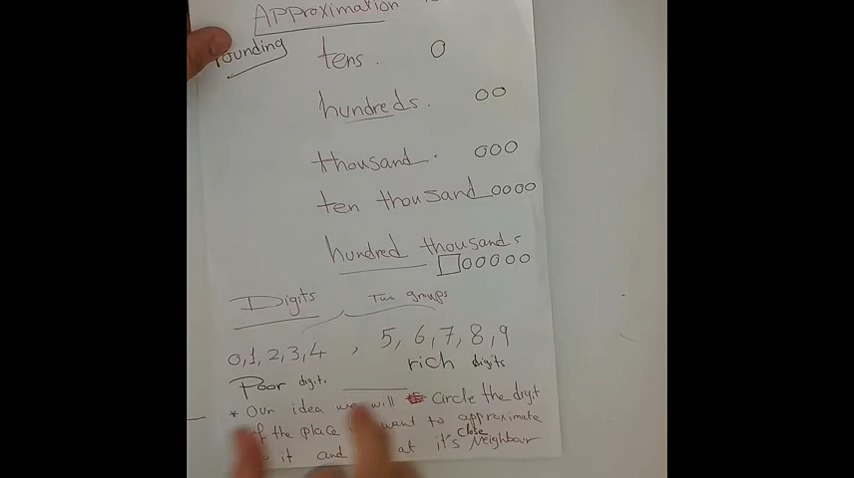 Approximation to
rounding
tens. 0
hundreds. 00
thousand. 000
ten thousand 0000
hundred thousands
00000
Digits Two groups
0,1,2,3,4 , 5,6,7,8,9
Poor digit. rich digits
* Our idea we will Circle the digit
of the place want to approximate
it and at it's close Neighbour